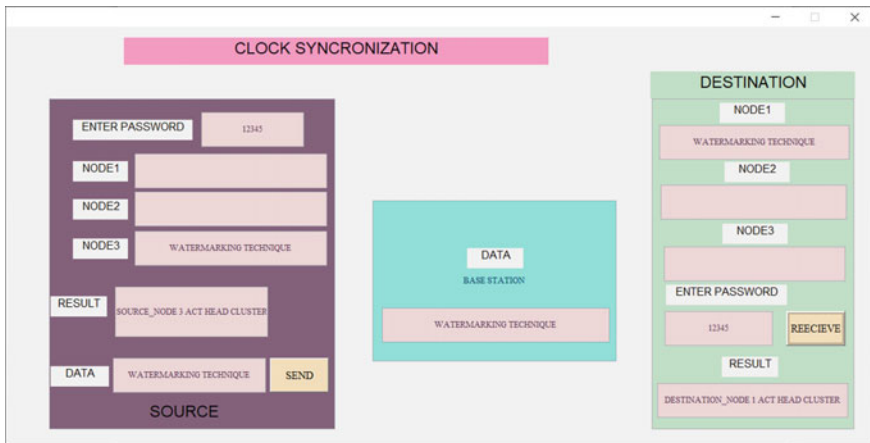 CLOCK SYNCRONIZATION
ENTER PASSWORD 12345
NODE1
NODE2
NODE3 WATERMARKING TECHNIQUE
RESULT SOURCE_NODE 3 ACT HEAD CLUSTER
DATA WATERMARKING TECHNIQUE SEND
SOURCE
DATA
BASE STATION
WATERMARKING TECHNIQUE
DESTINATION
NODE1
WATERMARKING TECHNIQUE
NODE2
NODE3
ENTER PASSWORD
12345 REECIEVE
RESULT
DESTINATION_NODE 1 ACT HEAD CLUSTER